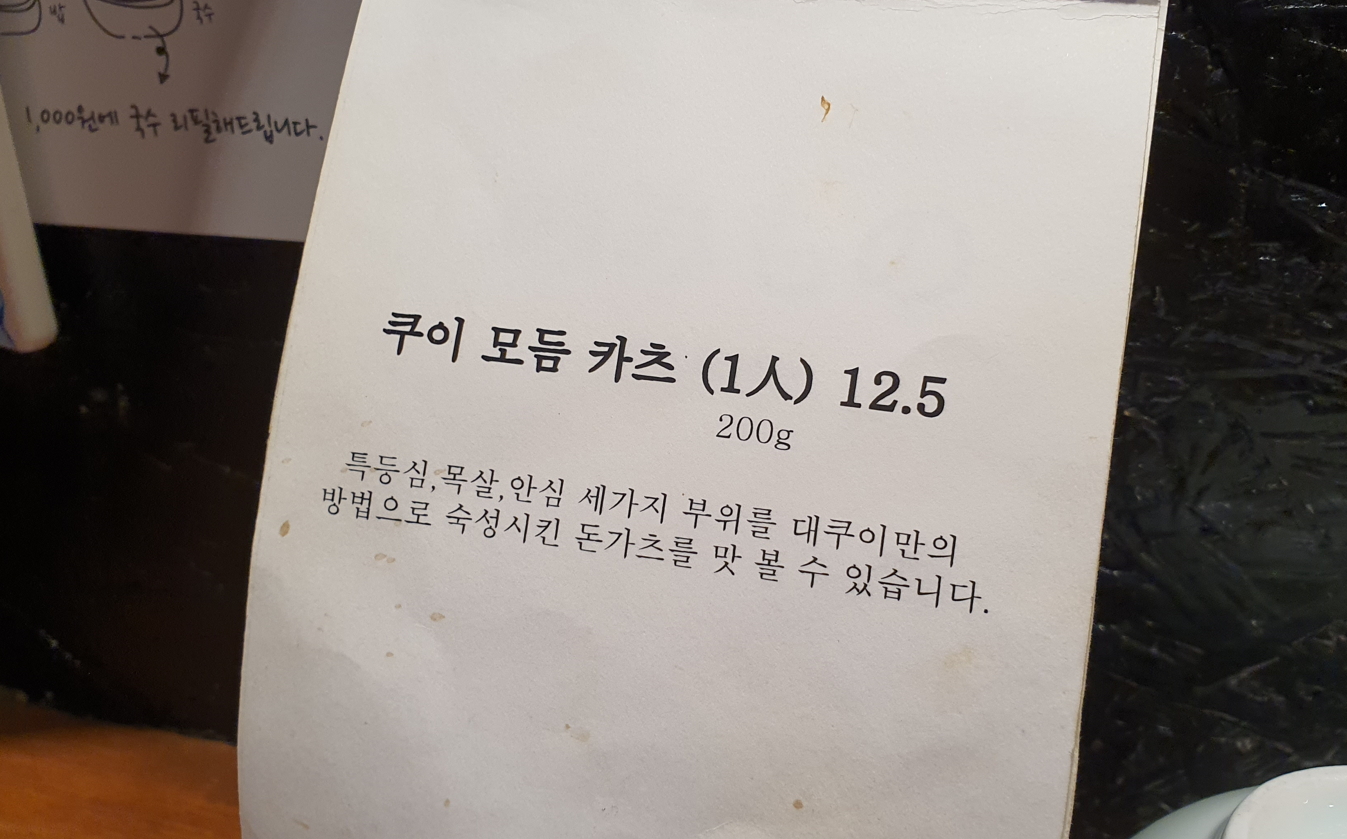 밥 국수
1,000원에 국수 리필해드립니다.
쿠이 모듬 카츠 (1人) 12.5
200g
특등심,목살,안심 세가지 부위를 대쿠이만의
방법으로 숙성시킨 돈가츠를 맛 볼 수 있습니다.